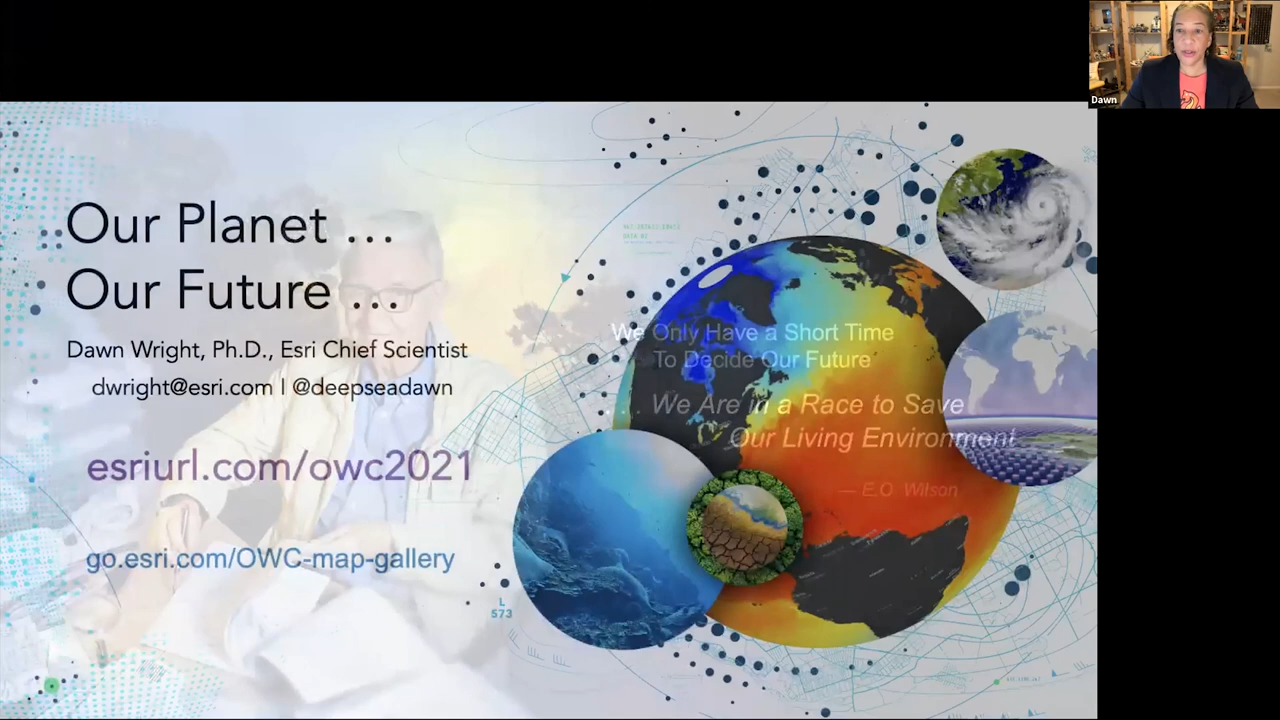 Dawn
Our Planet ...
Our Future ...
Dawn Wright, Ph.D., Esri Chief Scientist
dwright@esri.com | @deepseadawn
esriurl.com/owc2021
go.esri.com/OWC-map-gallery
We Only Have a Short Time
To Decide Our Future
... We Are in a Race to Save
Our Living Environment
— E.O Wilson
L
573